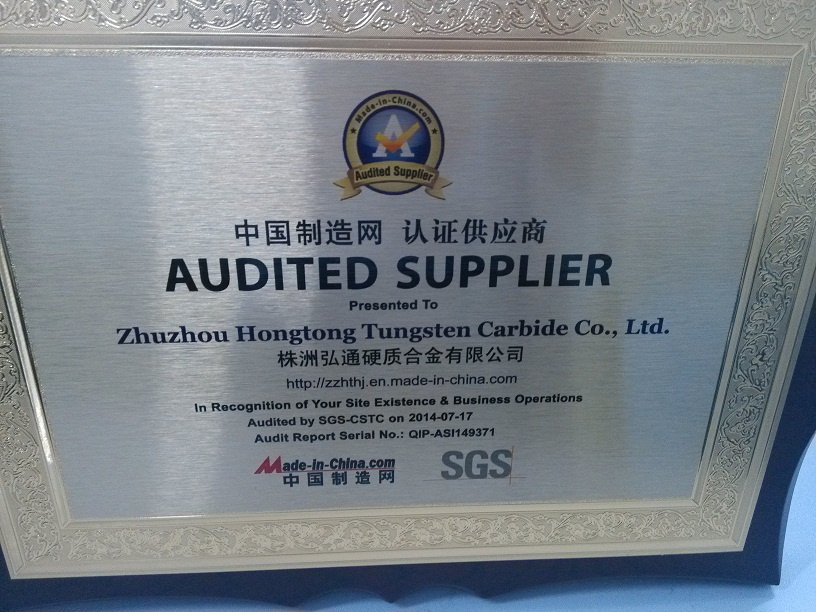 Made-in-China.com
A
Audited Supplier
中国制造网 认证供应商
AUDITED SUPPLIER
Presented To
Zhuzhou Hongtong Tungsten Carbide Co., Ltd.
株洲弘通硬质合金有限公司
http://zzhthj.en.made-in-china.com
In Recognition of Your Site Existence & Business Operations
Audited by SGS-CSTC on 2014-07-17
Audit Report Serial No.: QIP-ASI149371
Made-in-China.com
中国制造网
SGS